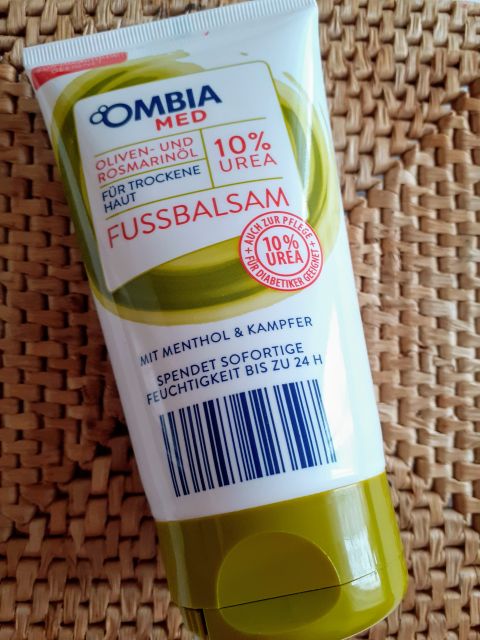 OMBIA
MED
OLIVEN- UND
ROSMARINÖL
FÜR TROCKENE
HAUT
10%
UREA
FUSSBALSAM
+ AUCH ZUR PFLEGE +
FÜR DIABETIKER GEEIGNET
10%
UREA
MIT MENTHOL & KAMPFER
SPENDET SOFORTIGE
FEUCHTIGKEIT BIS ZU 24 H